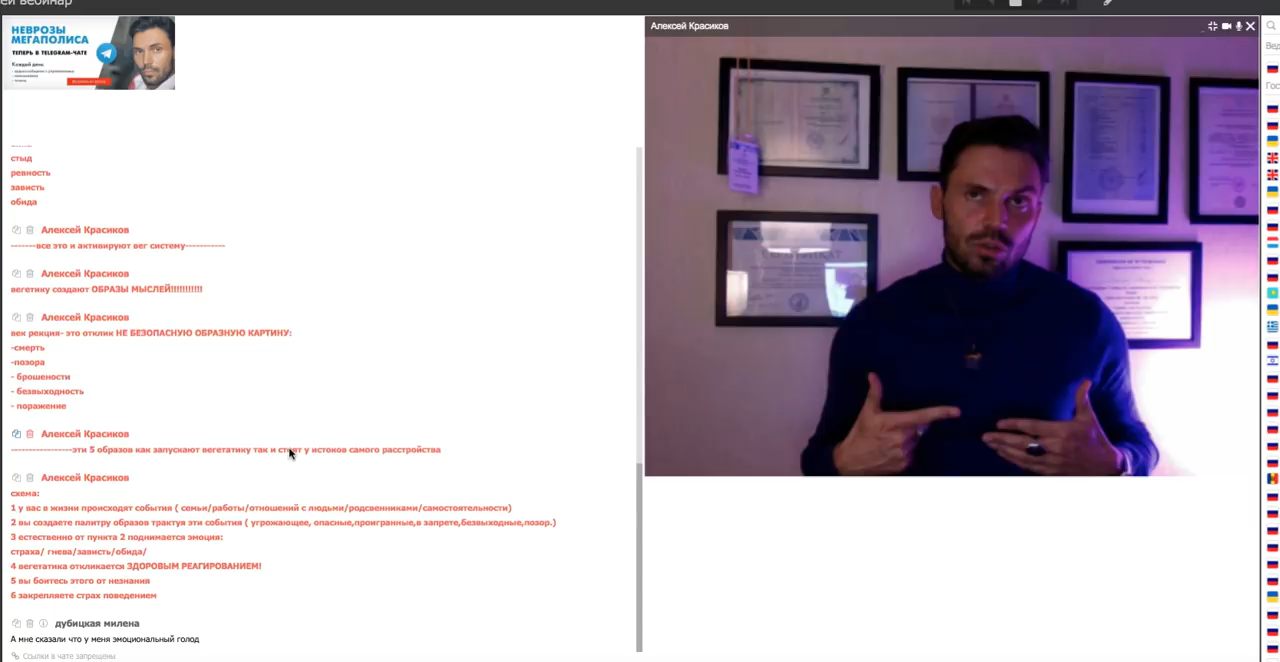 ей вебинар
НЕВРОЗЫ
МЕГАПОЛИСА
ТЕПЕРЬ В TELEGRAM-ЧАТЕ
Каждый день:
стыд
ревность
зависть
обида
Алексей Красиков
-------все это и активируют вег систему-----------
Алексей Красиков
вегетику создают ОБРАЗЫ МЫСЛЕЙ!!!!!!!!!!!
Алексей Красиков
век рекция- это отклик НЕ БЕЗОПАСНУЮ ОБРАЗНУЮ КАРТИНУ:
-смерть
-позора
- брошености
- безвыходность
- поражение
Алексей Красиков
-----------------эти 5 образов как запускают вегетатику так и стоят у истоков самого расстройства
Алексей Красиков
схема:
1 у вас в жизни происходят события ( семьи/работы/отношений с людьми/родсвенниками/самостоятельности)
2 вы создаете палитру образов трактуя эти события ( угрожающее, опасные,проигранные,в запрете,безвыходные,позор.)
3 естественно от пункта 2 поднимается эмоция:
страха/ гнева/зависть/обида/
4 вегетатика откликается ЗДОРОВЫМ РЕАГИРОВАНИЕМ!
5 вы боитесь этого от незнания
6 закрепляете страх поведением
дубицкая милена
А мне сказали что у меня эмоциональный голод
Ссылки в чате запрещены
Алексей Красиков
Вед
Гос